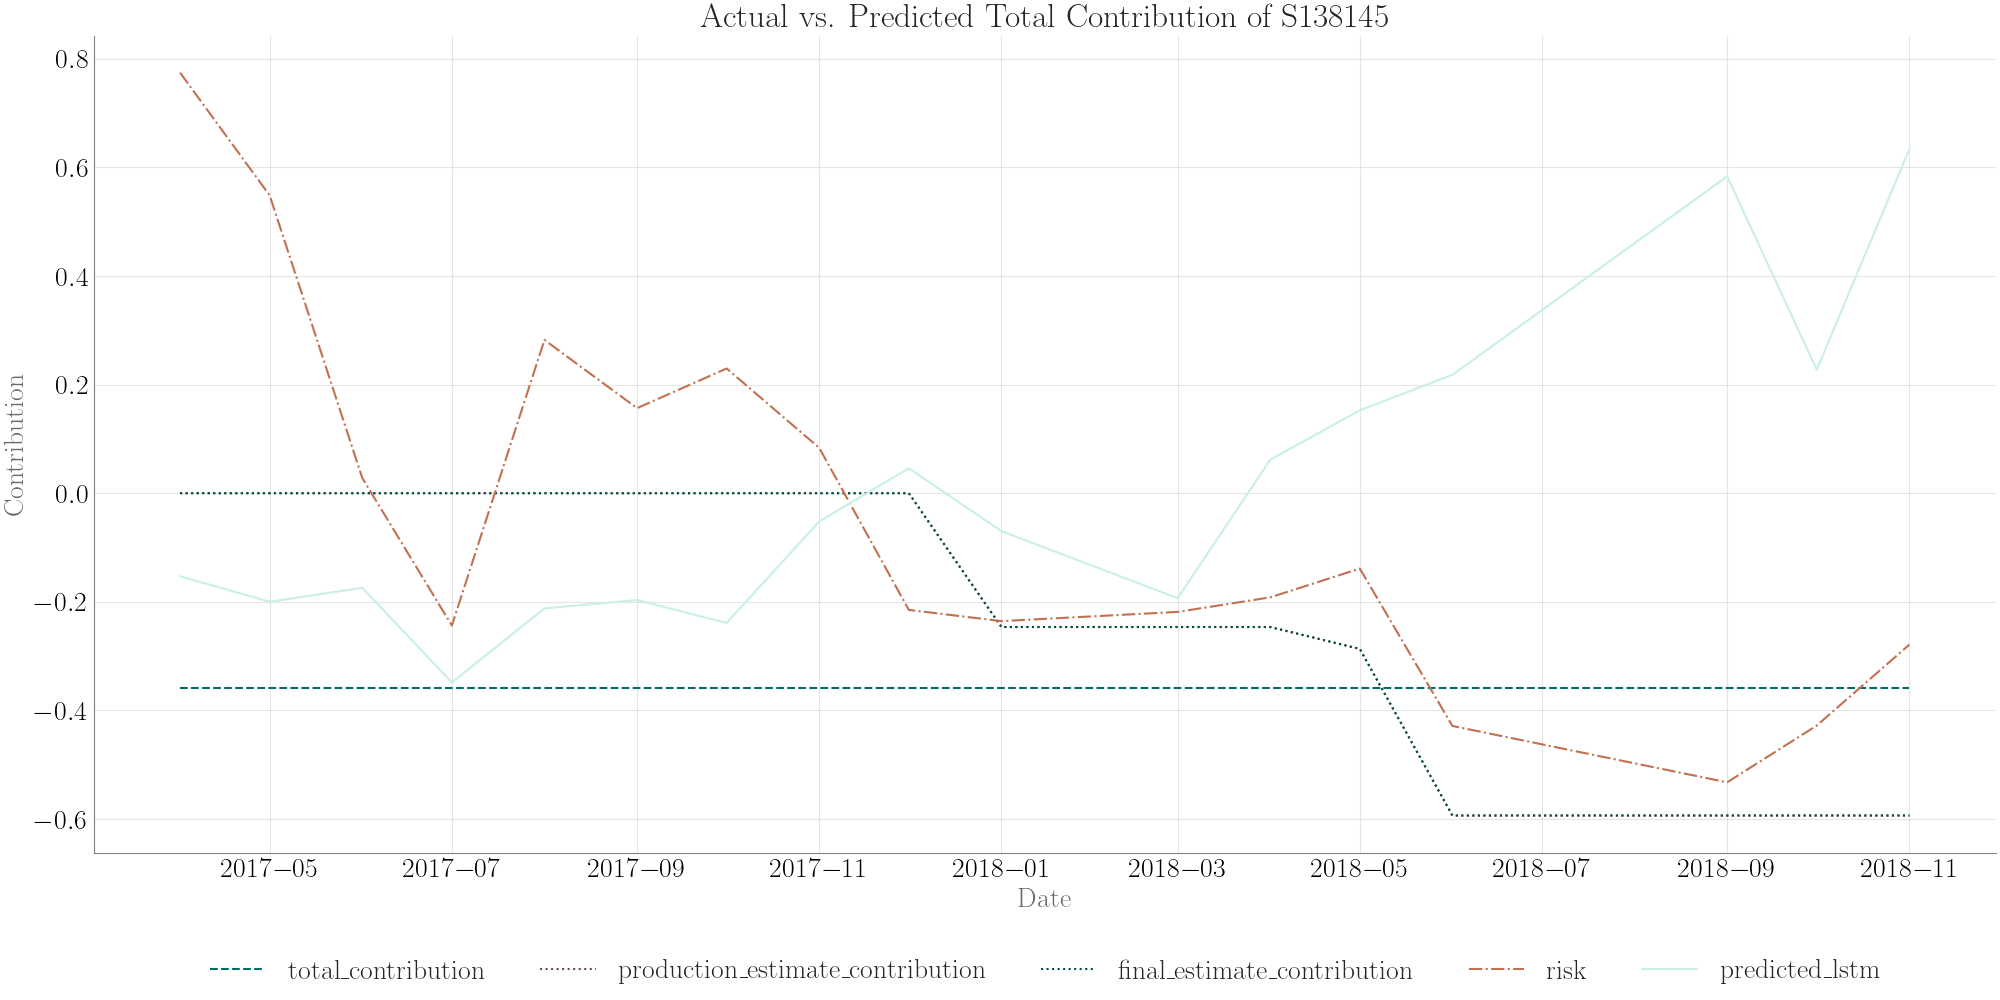 Actual vs. Predicted Total Contribution of S138145
0.8
0.6
0.4
0.2
0.0
−0.2
−0.4
−0.6
Contribution
2017−05 2017−07 2017−09 2017−11 2018−01 2018−03 2018−05 2018−07 2018−09 2018−11
Date
total_contribution production_estimate_contribution final_estimate_contribution risk predicted_lstm